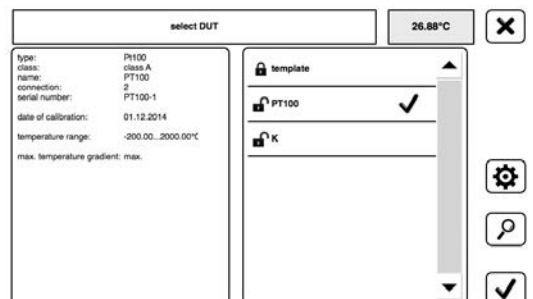 select DUT
26.88°C
type: Pt100
class: class A
name: PT100
connection: 2
serial number: PT100-1
date of calibration: 01.12.2014
temperature range: -200.00...2000.00°C
max. temperature gradient: max.
template
PT100
K